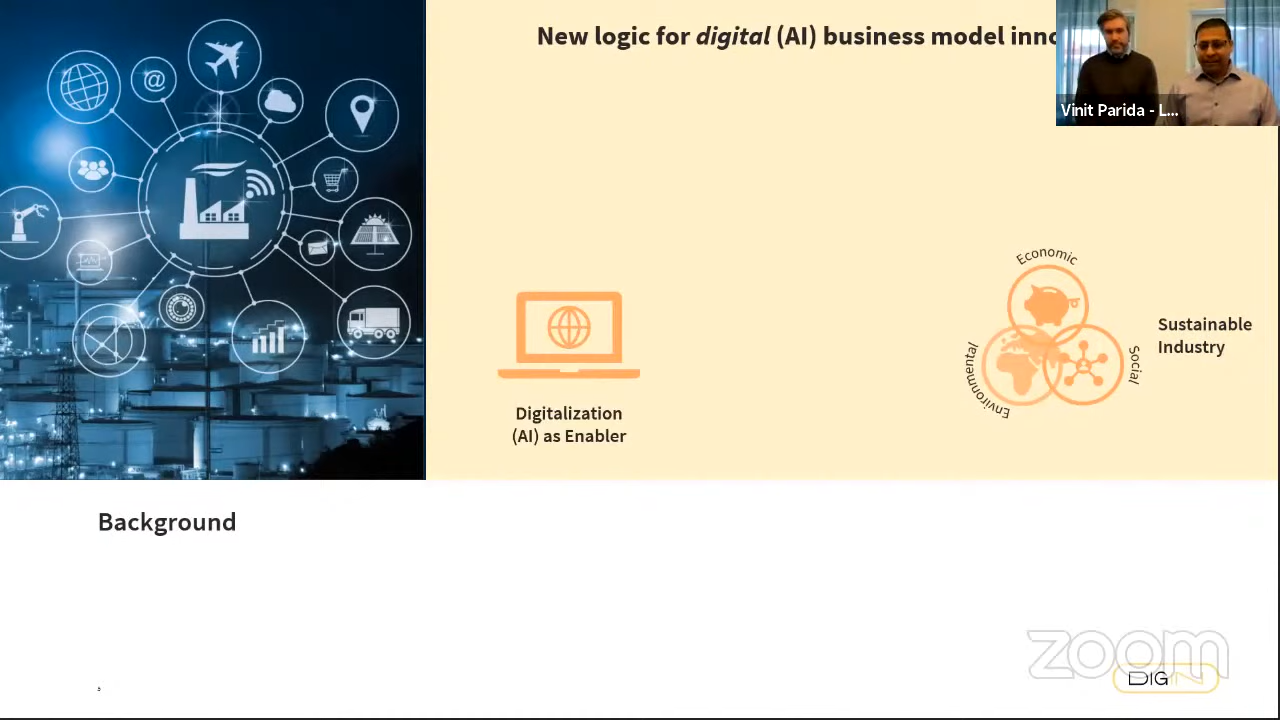 New logic for digital (AI) business model inno
Vinit Parida - L...
@
Economic
Environmental
Social
Sustainable
Industry
Digitalization
(AI) as Enabler
Background
zoom
DIGIN